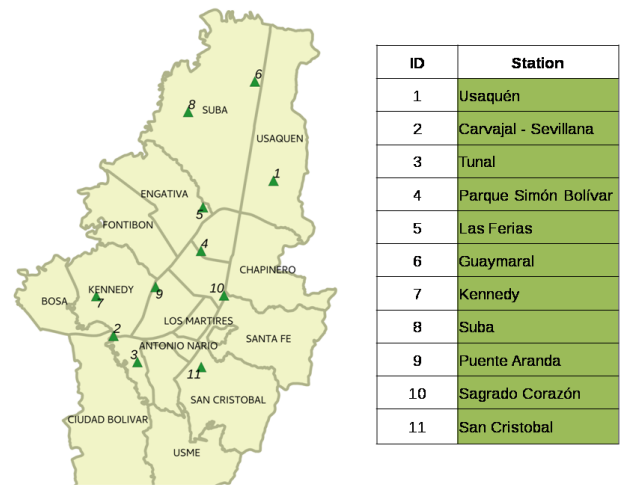 6
8
SUBA
USAQUEN
1
ENGATIVA
5
FONTIBON
4
CHAPINERO
KENNEDY
7
9
10
BOSA
LOS MARTIRES
2
ANTONIO NARIO
SANTA FE
3
11
SAN CRISTOBAL
CIUDAD BOLIVAR
USME
ID Station
1 Usaquén
2 Carvajal - Sevillana
3 Tunal
4 Parque Simón Bolívar
5 Las Ferias
6 Guaymaral
7 Kennedy
8 Suba
9 Puente Aranda
10 Sagrado Corazón
11 San Cristobal